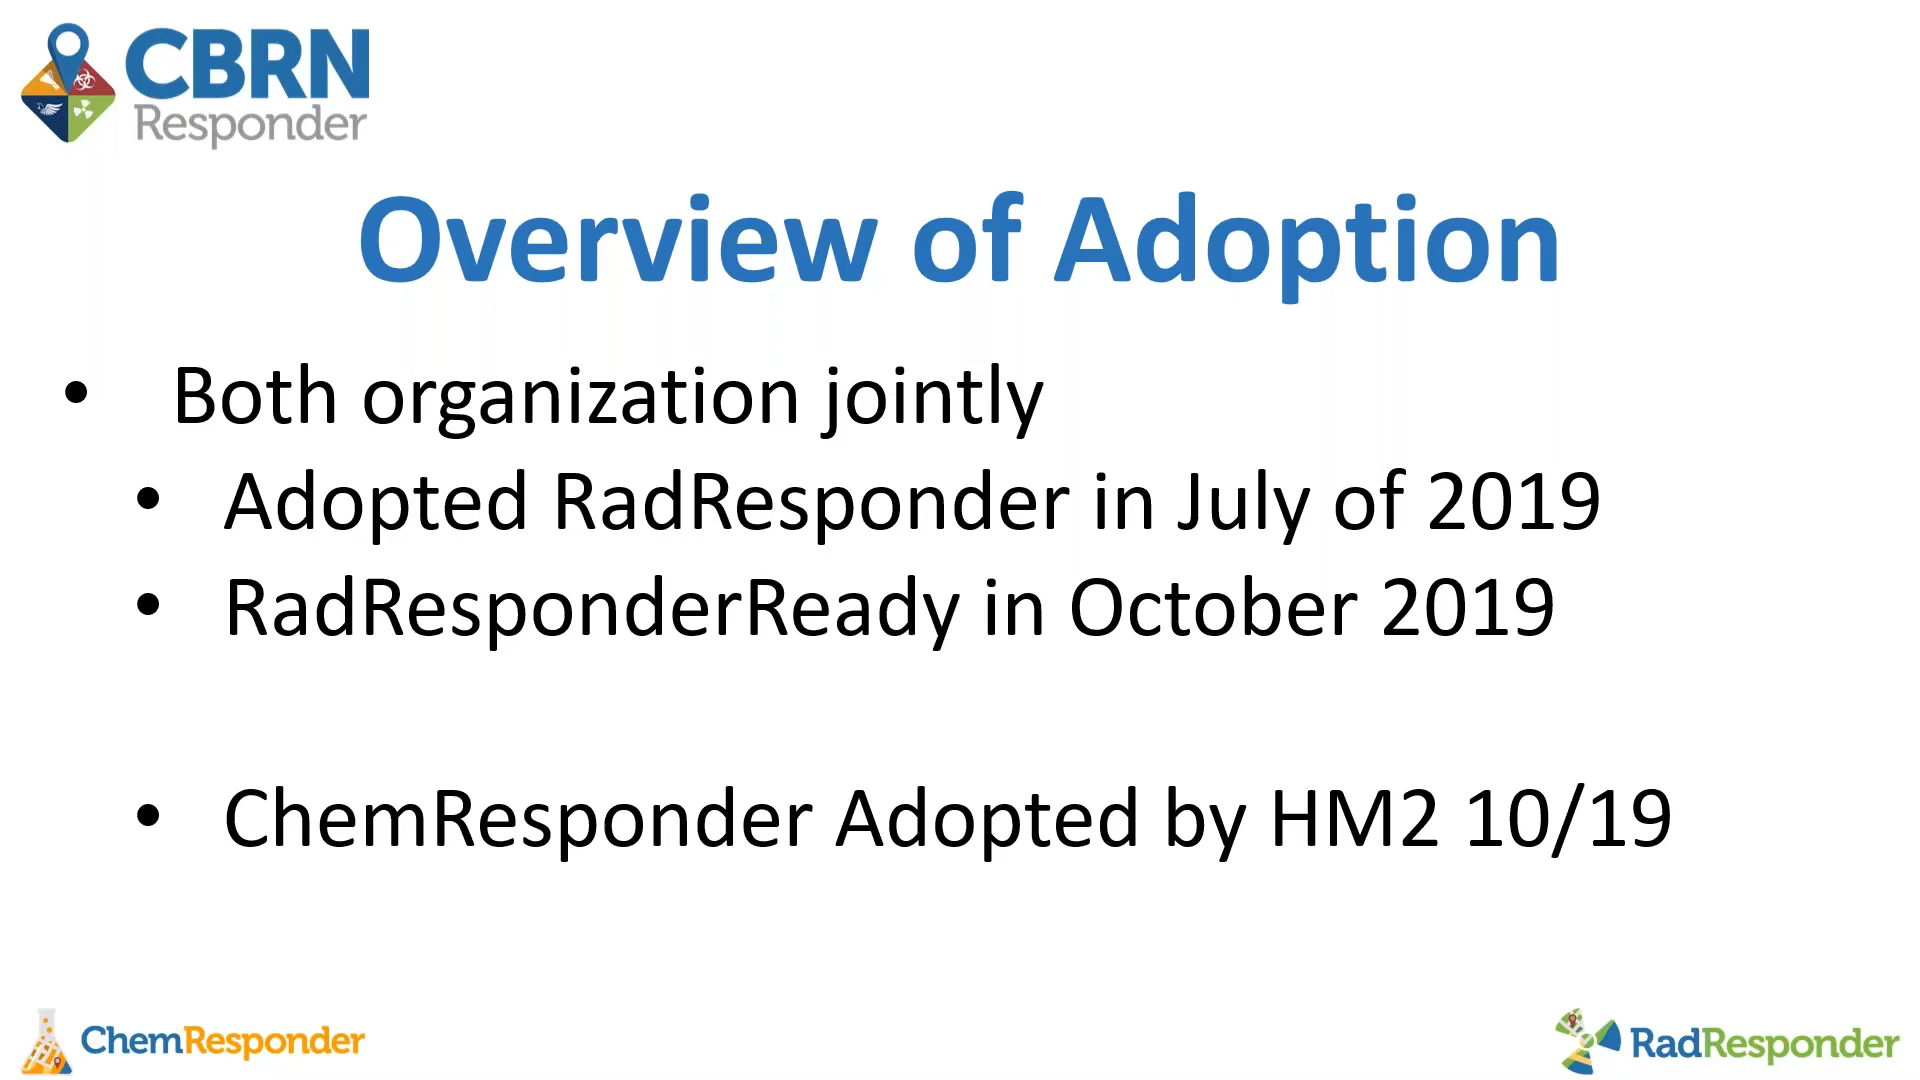 CBRN
Responder
Overview of Adoption
• Both organization jointly
• Adopted RadResponder in July of 2019
• RadResponderReady in October 2019
• ChemResponder Adopted by HM2 10/19
ChemResponder
RadResponder